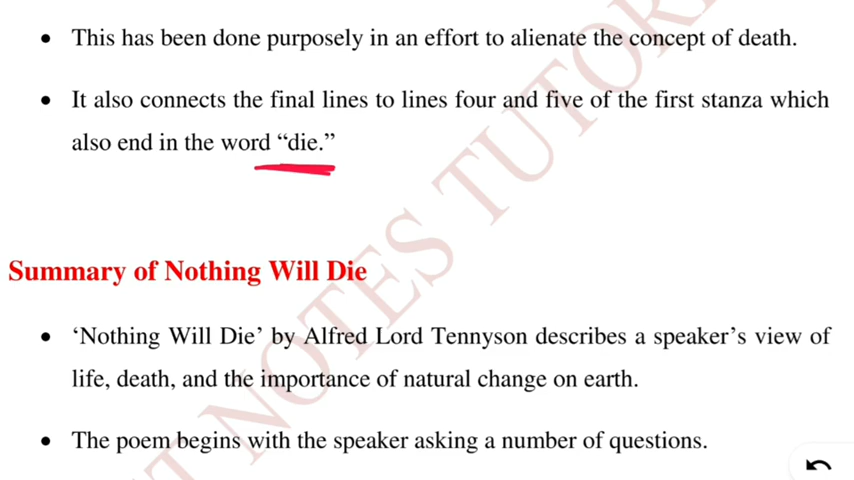 • This has been done purposely in an effort to alienate the concept of death.
• It also connects the final lines to lines four and five of the first stanza which
also end in the word “die.”
Summary of Nothing Will Die
• ‘Nothing Will Die’ by Alfred Lord Tennyson describes a speaker’s view of
life, death, and the importance of natural change on earth.
• The poem begins with the speaker asking a number of questions.
NOTES